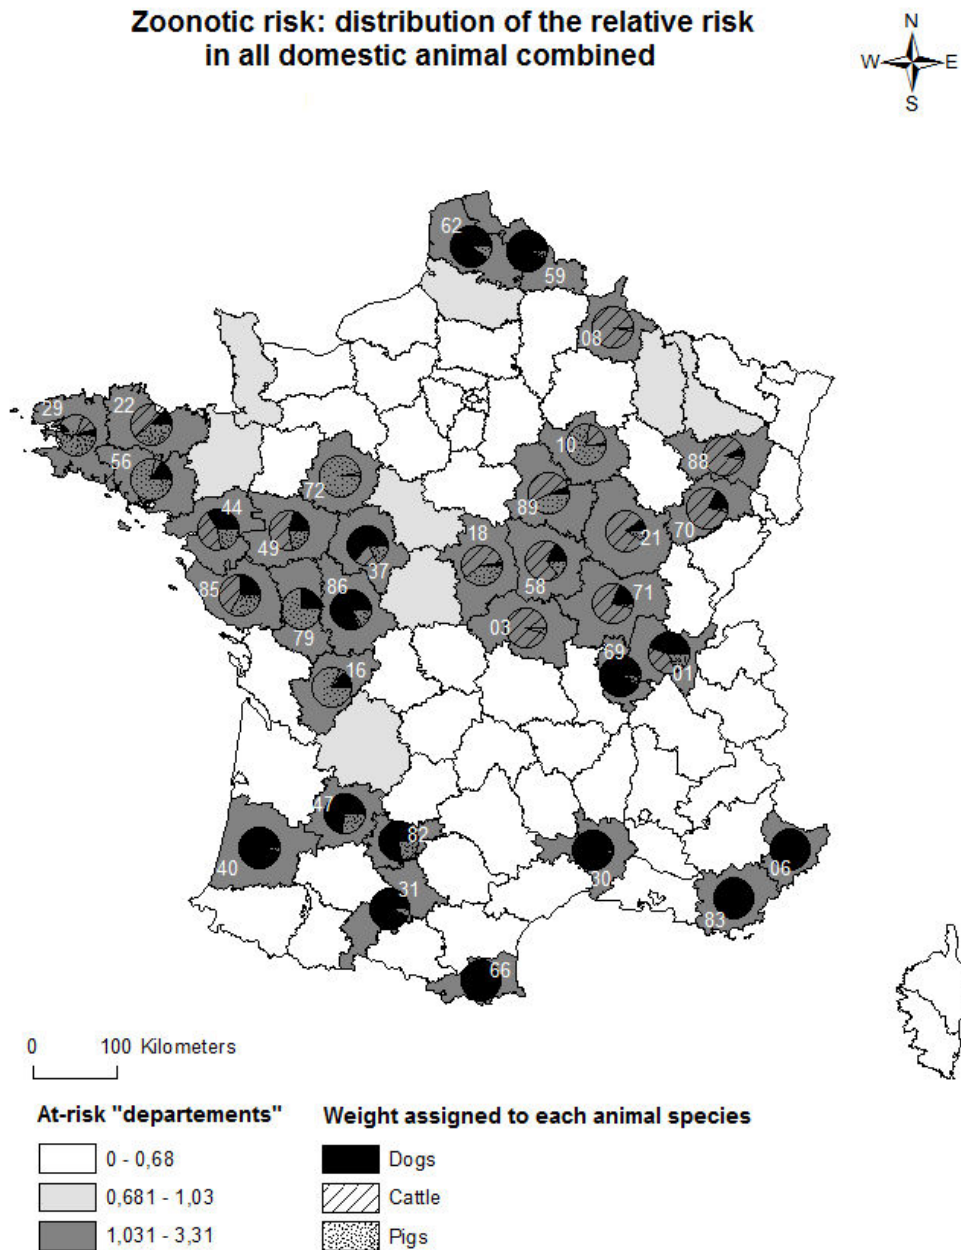 Zoonotic risk: distribution of the relative risk
in all domestic animal combined
N
W E
S
62
59
08
29
22
56
10
88
72
89
44
49
18
21
70
37
85
86
58
71
79
03
69
01
16
47
82
40
31
30
06
83
66
0 100 Kilometers
At-risk "departements"
0 - 0,68
0,681 - 1,03
1,031 - 3,31
Weight assigned to each animal species
Dogs
Cattle
Pigs